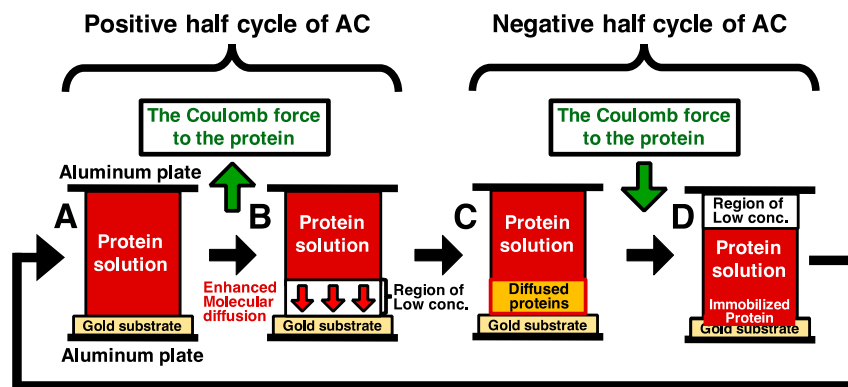 Positive half cycle of AC
Negative half cycle of AC
The Coulomb force
to the protein
The Coulomb force
to the protein
Aluminum plate
A
Protein
solution
Gold substrate
Aluminum plate
B
Protein
solution
Enhanced
Molecular
diffusion
Region of
Low conc.
Gold substrate
C
Protein
solution
Diffused
proteins
Gold substrate
D
Region of
Low conc.
Protein
solution
Immobilized
Protein
Gold substrate